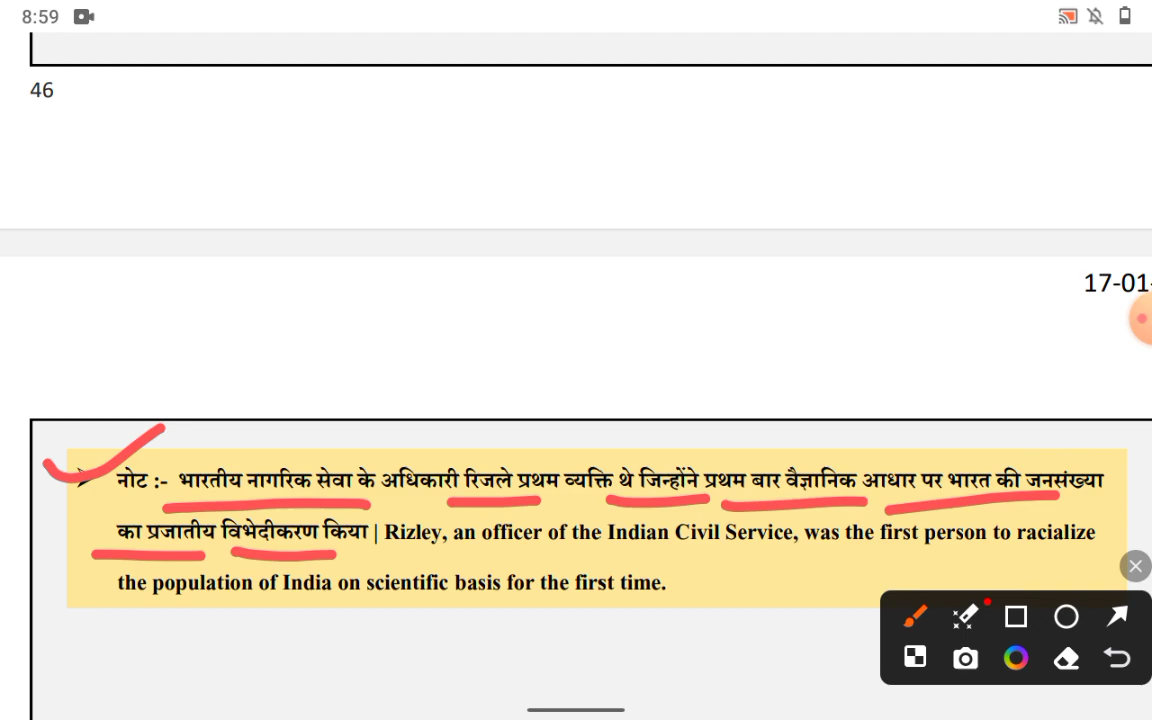 8:59
46
17-01
नोट :- भारतीय नागरिक सेवा के अधिकारी रिजले प्रथम व्यक्ति थे जिन्होंने प्रथम बार वैज्ञानिक आधार पर भारत की जनसंख्या
का प्रजातीय विभेदीकरण किया | Rizley, an officer of the Indian Civil Service, was the first person to racialize
the population of India on scientific basis for the first time.